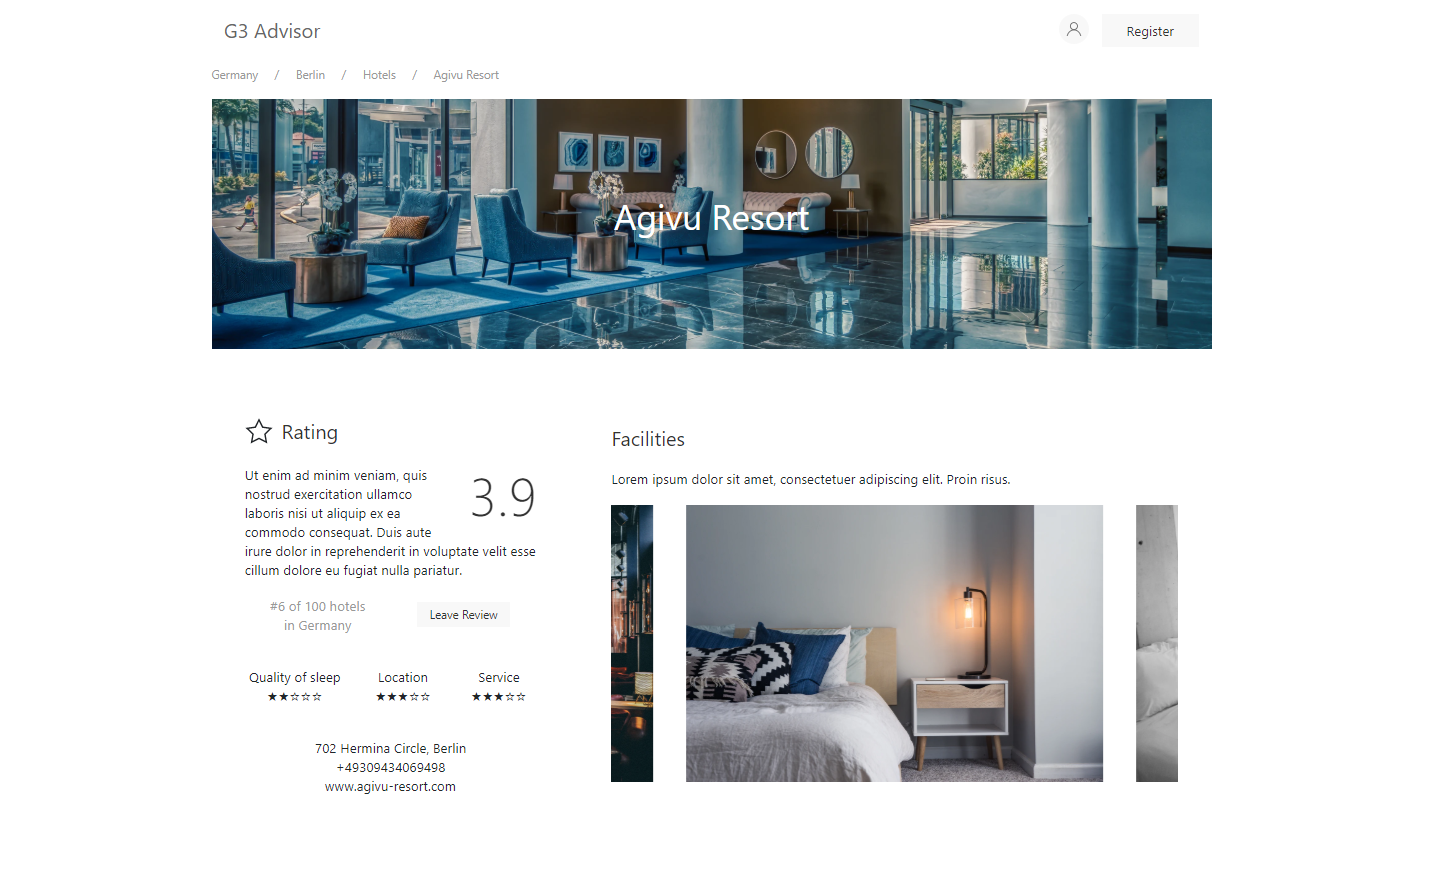 G3 Advisor
Register
Germany / Berlin / Hotels / Agivu Resort
Agivu Resort
Rating
Ut enim ad minim veniam, quis
nostrud exercitation ullamco
laboris nisi ut aliquip ex ea
commodo consequat. Duis aute
irure dolor in reprehenderit in voluptate velit esse
cillum dolore eu fugiat nulla pariatur.
3.9
#6 of 100 hotels
in Germany
Leave Review
Quality of sleep
★★☆☆☆
Location
★★★☆☆
Service
★★★☆☆
702 Hermina Circle, Berlin
+49309434069498
www.agivu-resort.com
Facilities
Lorem ipsum dolor sit amet, consectetuer adipiscing elit. Proin risus.